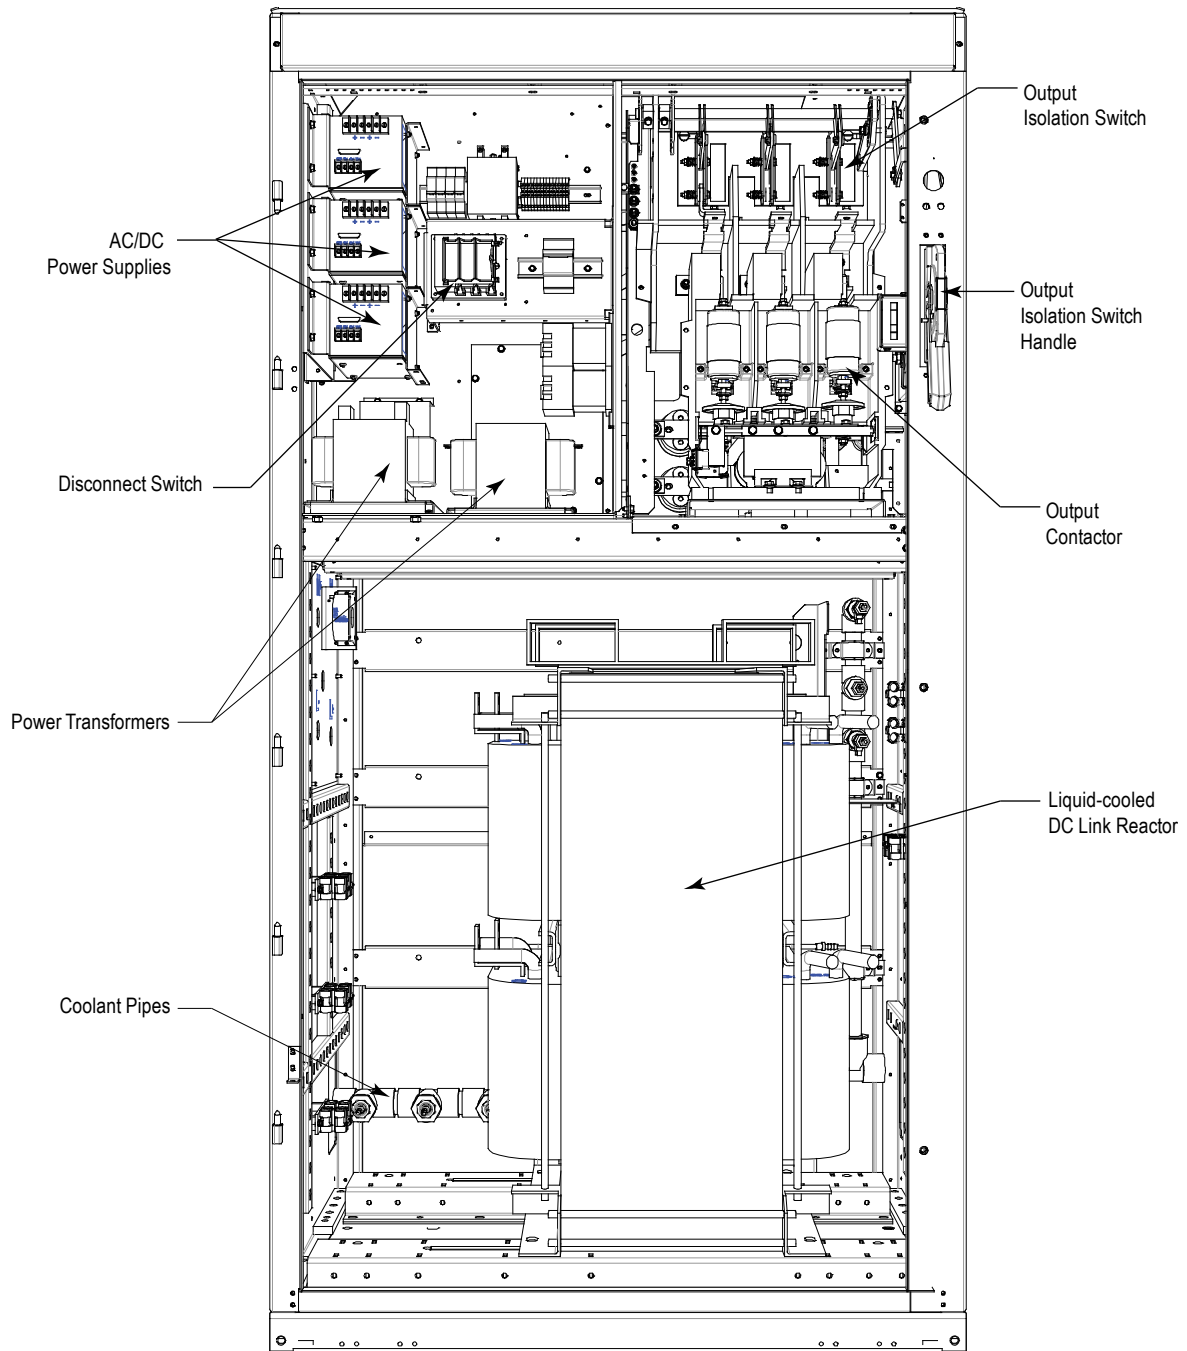 Output
Isolation Switch
AC/DC
Power Supplies
Output
Isolation Switch
Handle
Disconnect Switch
Output
Contactor
Power Transformers
Liquid-cooled
DC Link Reactor
Coolant Pipes